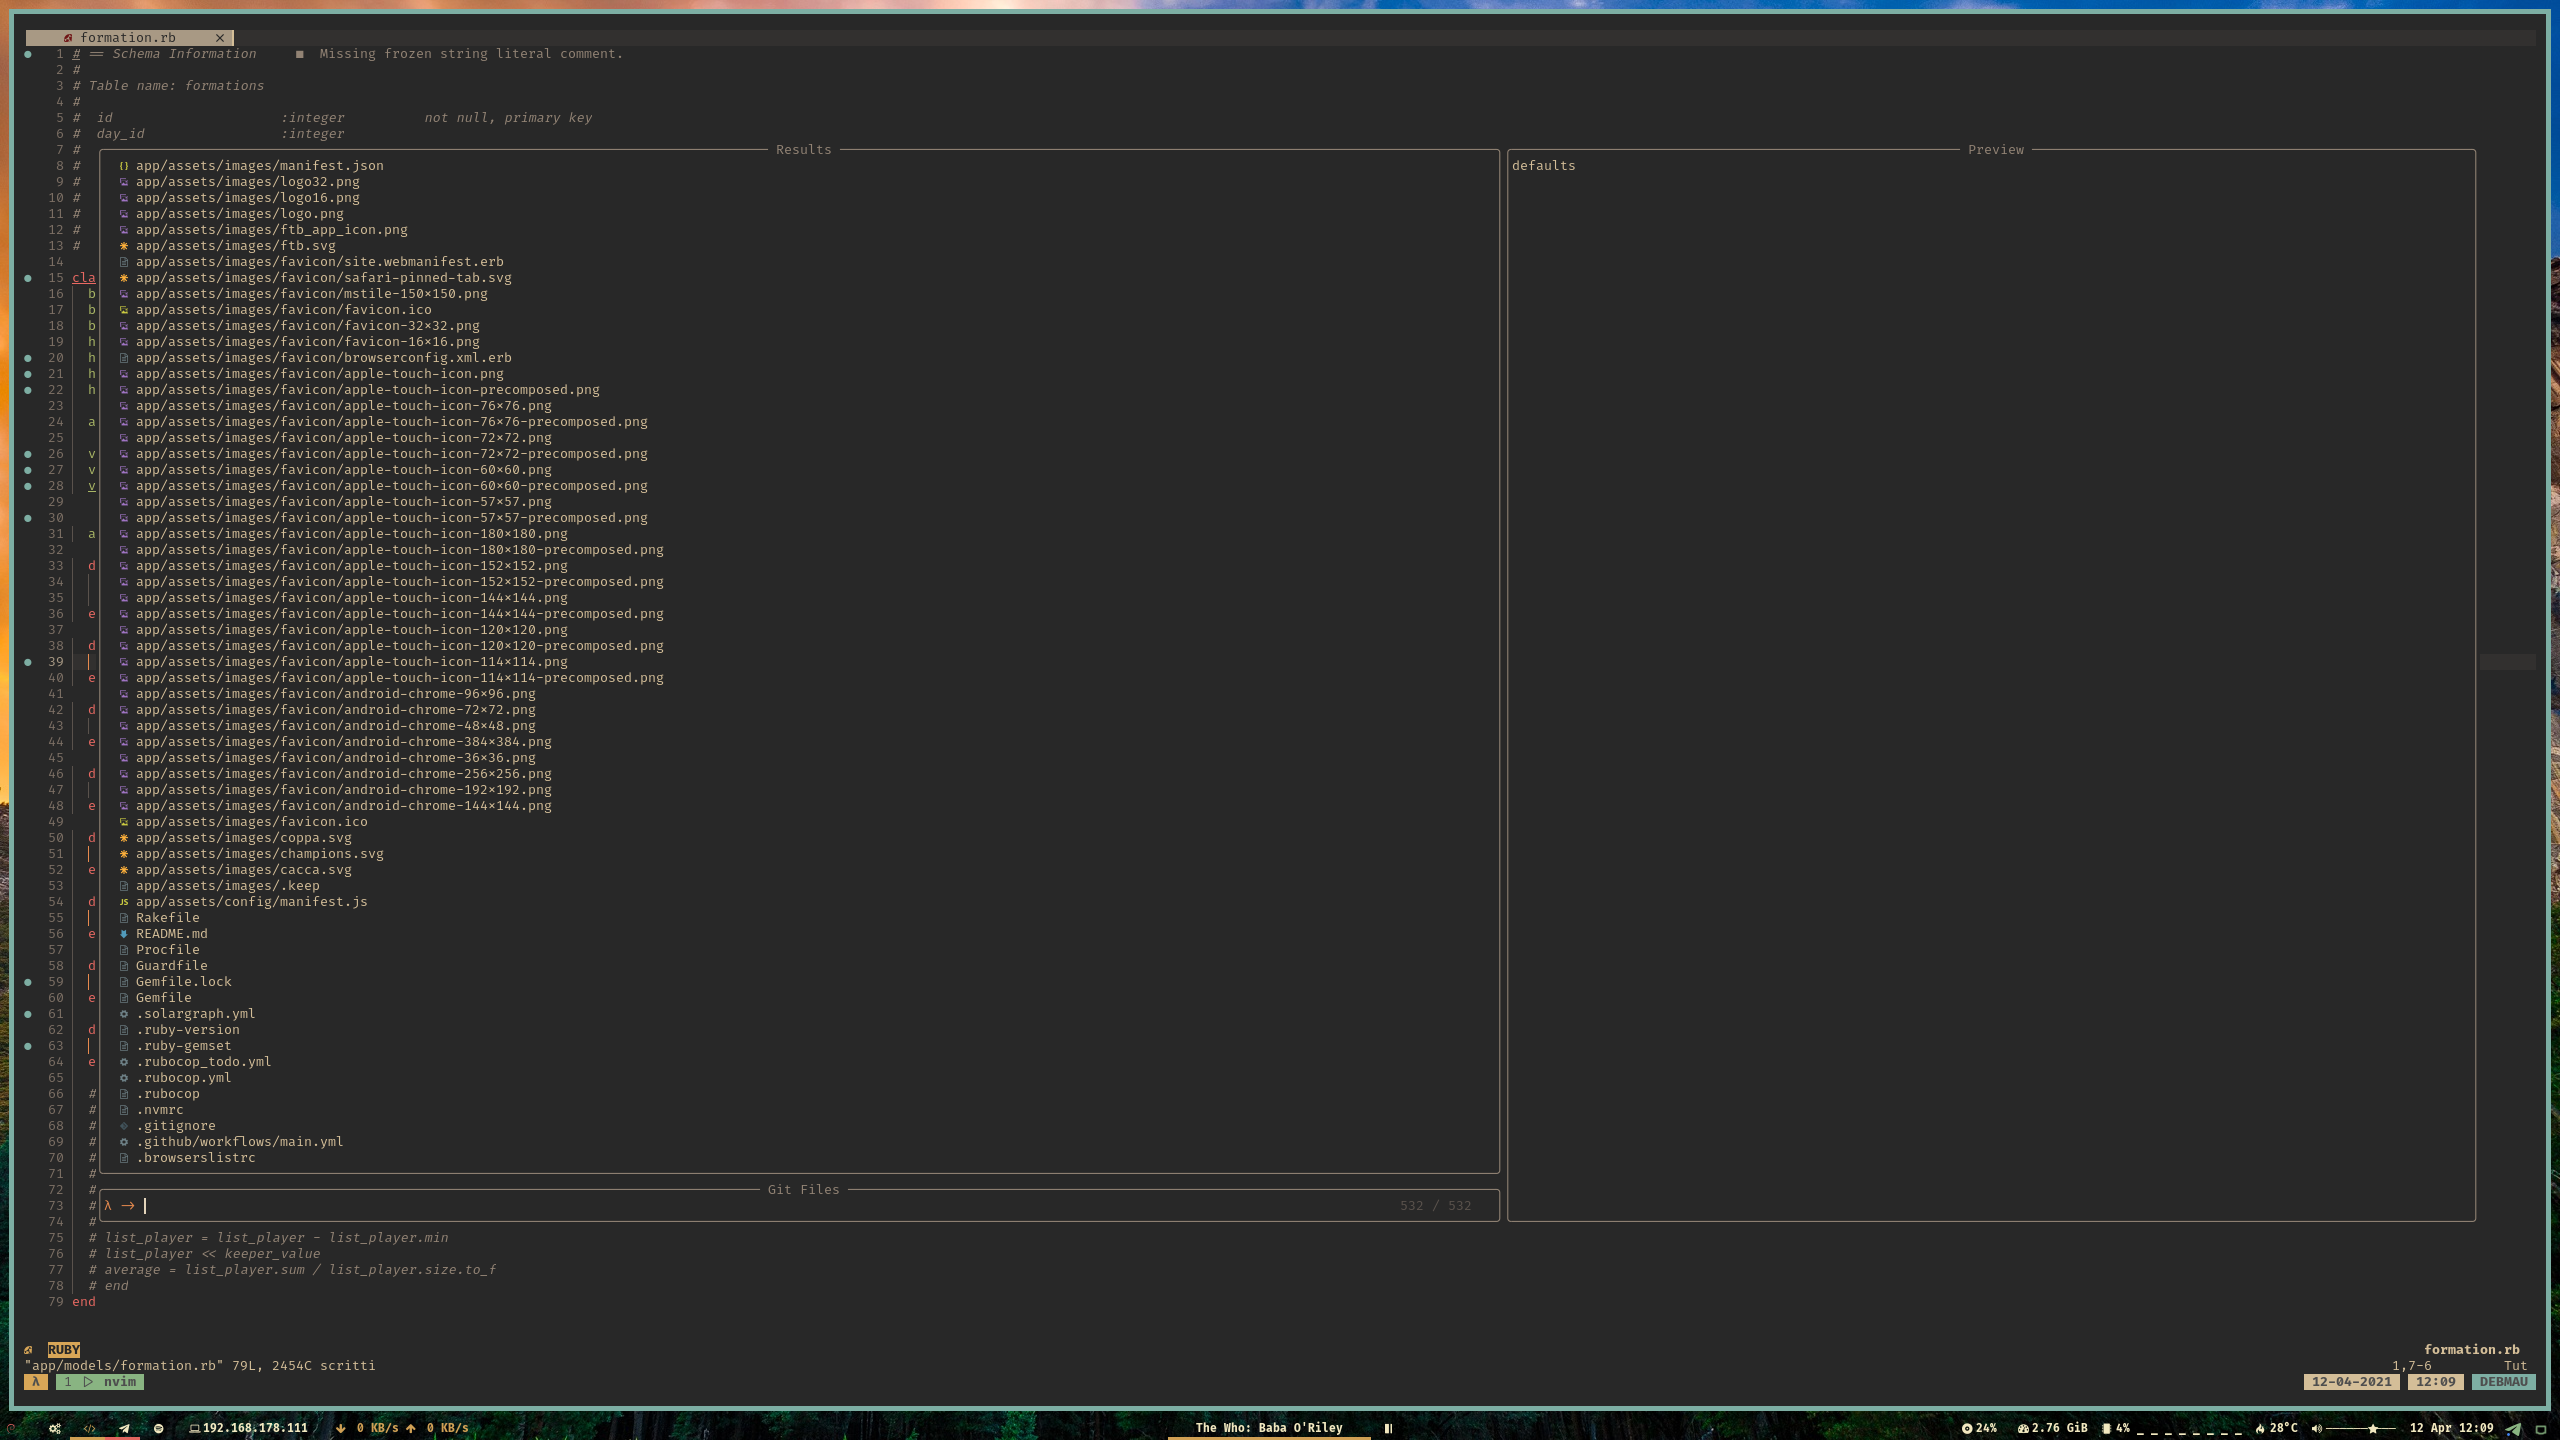 formation.rb ×
1 # == Schema Information ■ Missing frozen string literal comment.
2 #
3 # Table name: formations
4 #
5 # id :integer not null, primary key
6 # day_id :integer
7 # Results Preview
8 # app/assets/images/manifest.json defaults
9 # app/assets/images/logo32.png
10 # app/assets/images/logo16.png
11 # app/assets/images/logo.png
12 # app/assets/images/ftb_app_icon.png
13 # app/assets/images/ftb.svg
14 app/assets/images/favicon/site.webmanifest.erb
15 cla app/assets/images/favicon/safari-pinned-tab.svg
16 b app/assets/images/favicon/mstile-150×150.png
17 b app/assets/images/favicon/favicon.ico
18 b app/assets/images/favicon/favicon-32×32.png
19 h app/assets/images/favicon/favicon-16×16.png
20 h app/assets/images/favicon/browserconfig.xml.erb
21 h app/assets/images/favicon/apple-touch-icon.png
22 h app/assets/images/favicon/apple-touch-icon-precomposed.png
23 app/assets/images/favicon/apple-touch-icon-76×76.png
24 a app/assets/images/favicon/apple-touch-icon-76×76-precomposed.png
25 app/assets/images/favicon/apple-touch-icon-72×72.png
26 v app/assets/images/favicon/apple-touch-icon-72×72-precomposed.png
27 v app/assets/images/favicon/apple-touch-icon-60×60.png
28 v app/assets/images/favicon/apple-touch-icon-60×60-precomposed.png
29 app/assets/images/favicon/apple-touch-icon-57×57.png
30 app/assets/images/favicon/apple-touch-icon-57×57-precomposed.png
31 a app/assets/images/favicon/apple-touch-icon-180×180.png
32 app/assets/images/favicon/apple-touch-icon-180×180-precomposed.png
33 d app/assets/images/favicon/apple-touch-icon-152×152.png
34 app/assets/images/favicon/apple-touch-icon-152×152-precomposed.png
35 app/assets/images/favicon/apple-touch-icon-144×144.png
36 e app/assets/images/favicon/apple-touch-icon-144×144-precomposed.png
37 app/assets/images/favicon/apple-touch-icon-120×120.png
38 d app/assets/images/favicon/apple-touch-icon-120×120-precomposed.png
39 app/assets/images/favicon/apple-touch-icon-114×114.png
40 e app/assets/images/favicon/apple-touch-icon-114×114-precomposed.png
41 app/assets/images/favicon/android-chrome-96×96.png
42 d app/assets/images/favicon/android-chrome-72×72.png
43 app/assets/images/favicon/android-chrome-48×48.png
44 e app/assets/images/favicon/android-chrome-384×384.png
45 app/assets/images/favicon/android-chrome-36×36.png
46 d app/assets/images/favicon/android-chrome-256×256.png
47 app/assets/images/favicon/android-chrome-192×192.png
48 e app/assets/images/favicon/android-chrome-144×144.png
49 app/assets/images/favicon.ico
50 d app/assets/images/coppa.svg
51 app/assets/images/champions.svg
52 e app/assets/images/cacca.svg
53 app/assets/images/.keep
54 d JS app/assets/config/manifest.js
55 Rakefile
56 e README.md
57 Procfile
58 d Guardfile
59 Gemfile.lock
60 e Gemfile
61 .solargraph.yml
62 d .ruby-version
63 .ruby-gemset
64 e .rubocop_todo.yml
65 .rubocop.yml
66 # .rubocop
67 # .nvmrc
68 # .gitignore
69 # .github/workflows/main.yml
70 # .browserslistrc
71 #
72 # Git Files
73 # λ → 532 / 532
74 #
75 # list_player = list_player - list_player.min
76 # list_player << keeper_value
77 # average = list_player.sum / list_player.size.to_f
78 # end
79 end
RUBY formation.rb
"app/models/formation.rb" 79L, 2454C scritti 1,7-6 Tut
λ 1 ▷ nvim 12-04-2021 12:09 DEBMAU
192.168.178.111 0 KB/s 0 KB/s The Who: Baba O'Riley 24% 2.76 GiB 4% 28°C 12 Apr 12:09